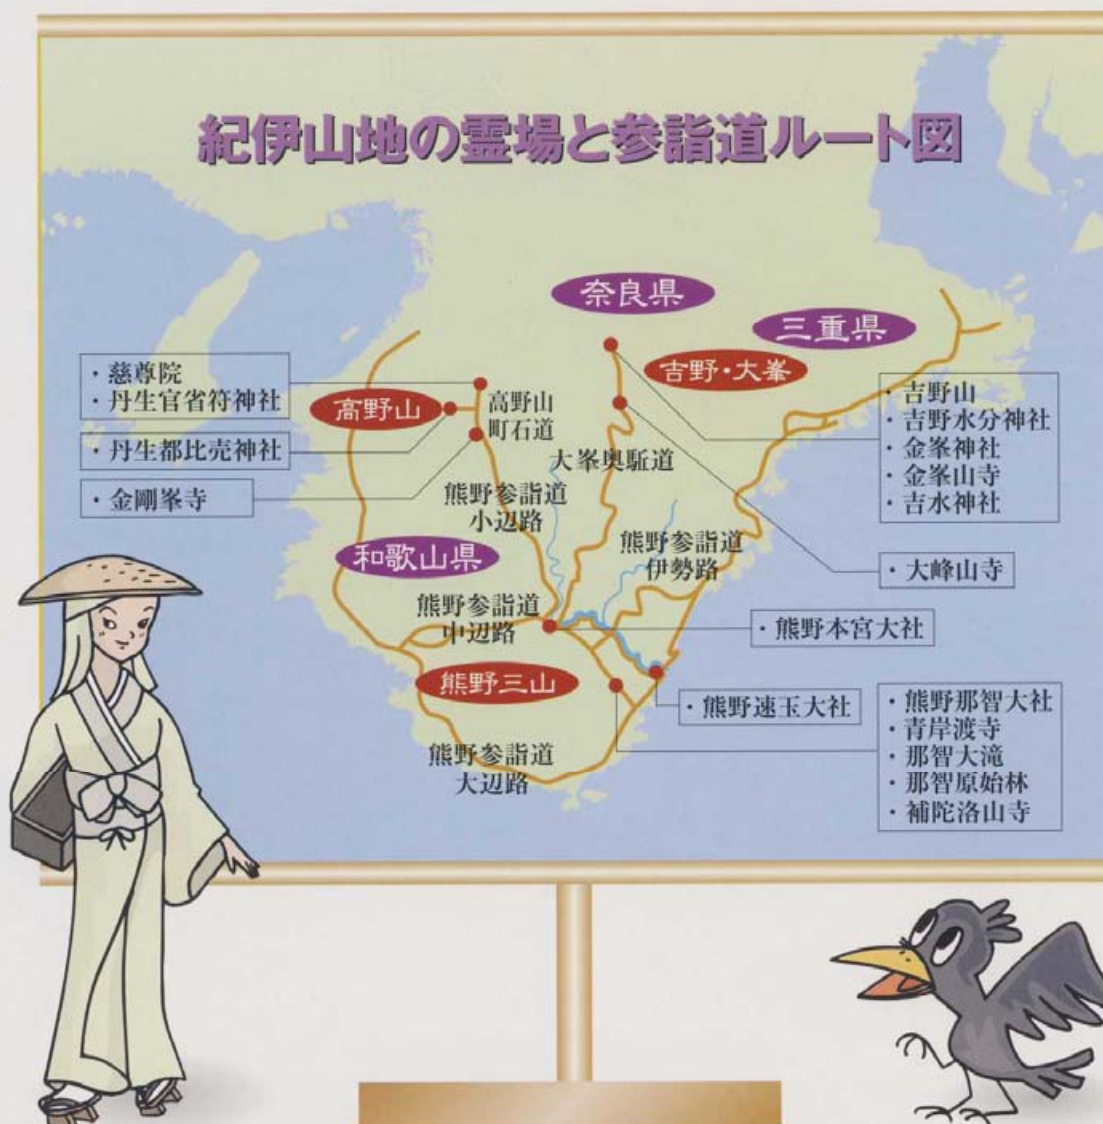 紀伊山地の霊場と参詣道ルート図
奈良県
三重県
吉野・大峯
・慈尊院
・丹生官省符神社
高野山
高野山
町石道
・丹生都比売神社
・金剛峯寺
大峯奥駈道
・吉野山
・吉野水分神社
・金峯神社
・金峯山寺
・吉水神社
熊野参詣道
小辺路
和歌山県
熊野参詣道
伊勢路
・大峰山寺
熊野参詣道
中辺路
・熊野本宮大社
熊野三山
・熊野速玉大社
・熊野那智大社
・青岸渡寺
・那智大滝
・那智原始林
・補陀洛山寺
熊野参詣道
大辺路